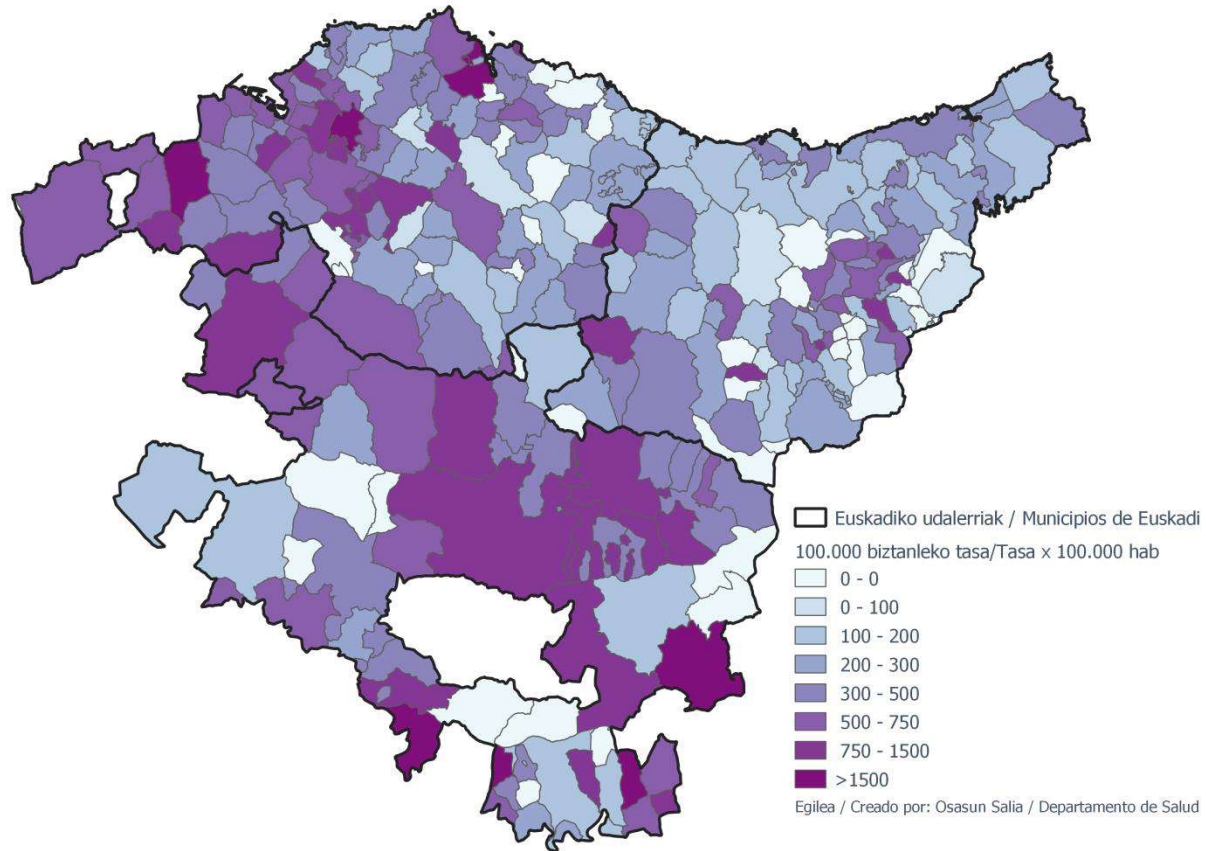 Euskadiko udalerriak / Municipios de Euskadi
100.000 biztanleko tasa/Tasa x 100.000 hab
0 - 0
0 - 100
100 - 200
200 - 300
300 - 500
500 - 750
750 - 1500
>1500
Egilea / Creado por: Osasun Salia / Departamento de Salud